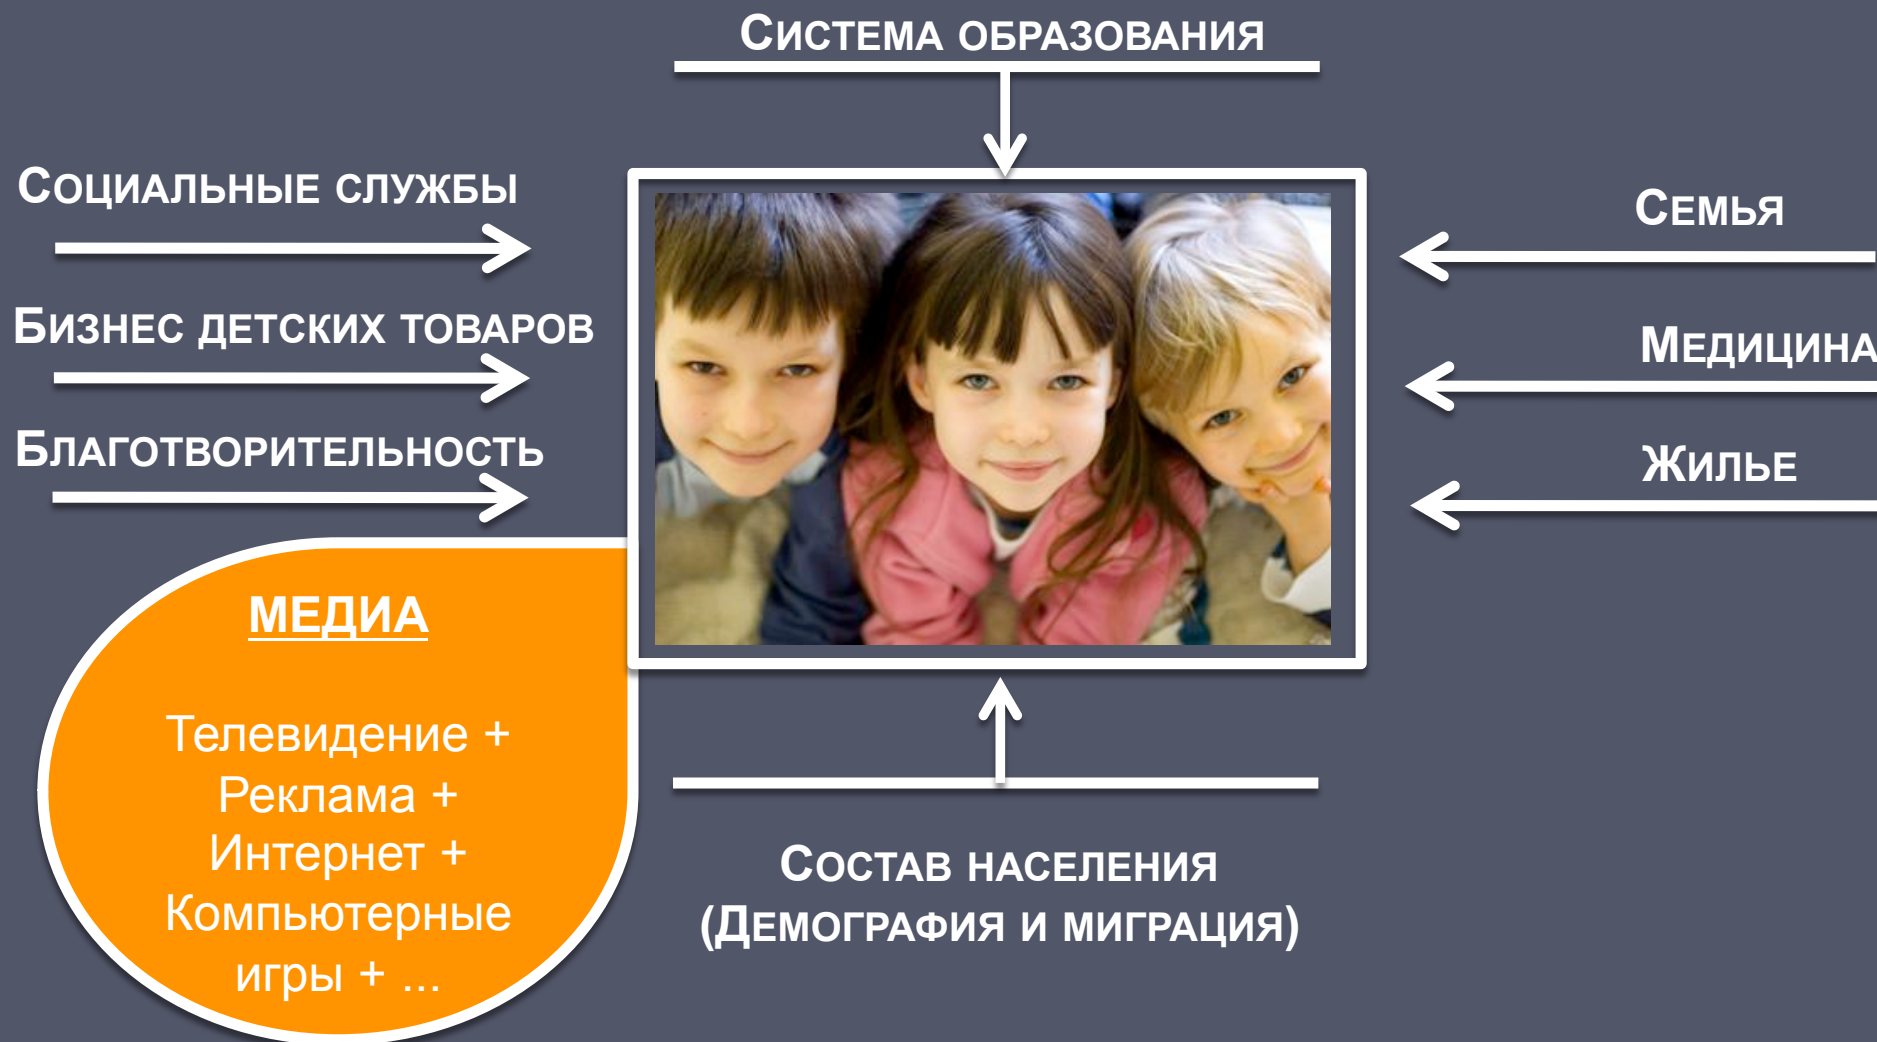 Система образования
Социальные службы
Семья
Бизнес детских товаров
Медицина
Благотворительность
Жилье
МЕДИА
Телевидение +
Реклама +
Интернет +
Компьютерные
игры + ...
Состав населения
(Демография и миграция)